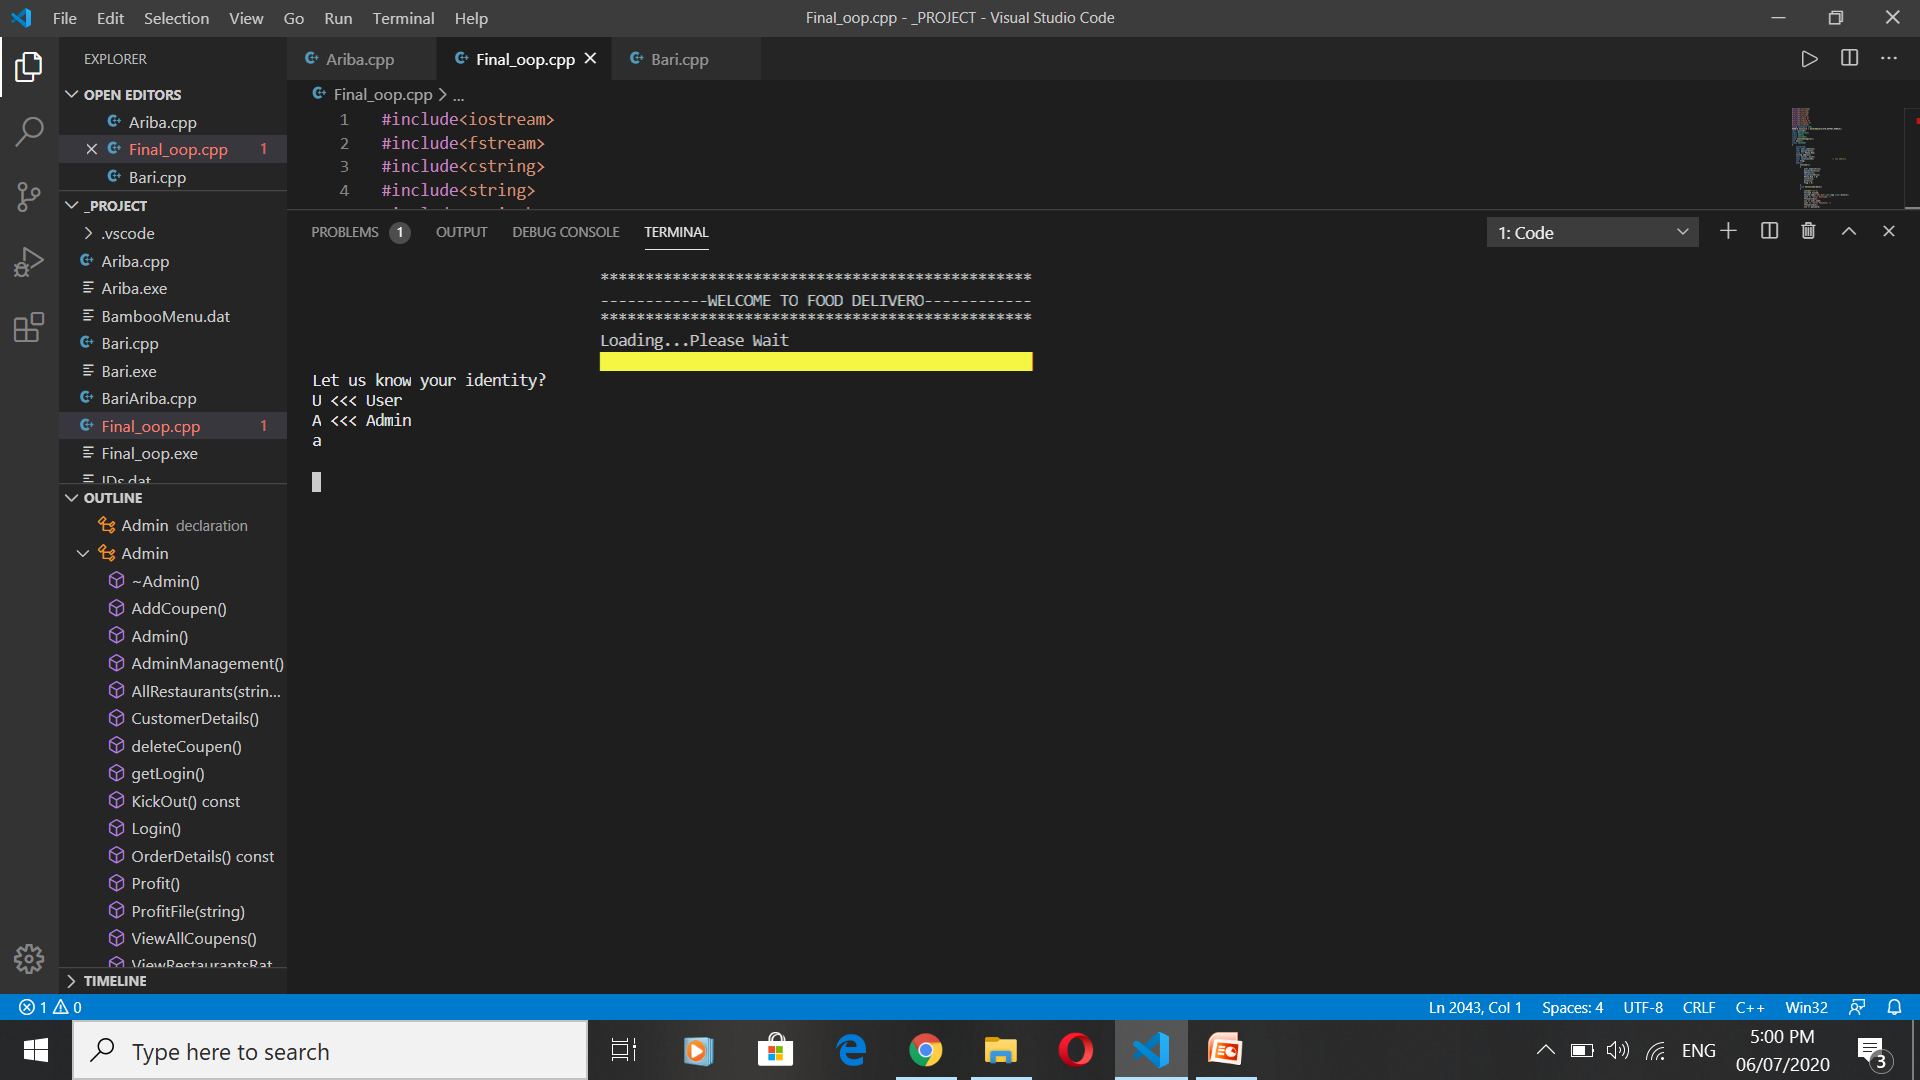 File Edit Selection View Go Run Terminal Help
Final_oop.cpp - _PROJECT - Visual Studio Code
EXPLORER
OPEN EDITORS
Ariba.cpp
Final_oop.cpp 1
Bari.cpp
_PROJECT
.vscode
Ariba.cpp
Ariba.exe
BambooMenu.dat
Bari.cpp
Bari.exe
BariAriba.cpp
Final_oop.cpp 1
Final_oop.exe
IDs.dat
OUTLINE
Admin declaration
Admin
~Admin()
AddCoupen()
Admin()
AdminManagement()
AllRestaurants(strin...
CustomerDetails()
deleteCoupen()
getLogin()
KickOut() const
Login()
OrderDetails() const
Profit()
ProfitFile(string)
ViewAllCoupens()
ViewRestaurantsRat
TIMELINE
Ariba.cpp Final_oop.cpp Bari.cpp
Final_oop.cpp > ...
1 #include<iostream>
2 #include<fstream>
3 #include<cstring>
4 #include<string>
PROBLEMS 1 OUTPUT DEBUG CONSOLE TERMINAL
1: Code
************************************************
------------WELCOME TO FOOD DELIVERO------------
************************************************
Loading...Please Wait
Let us know your identity?
U <<< User
A <<< Admin
a
1 0
Ln 2043, Col 1 Spaces: 4 UTF-8 CRLF C++ Win32
Type here to search
ENG
5:00 PM
06/07/2020
3